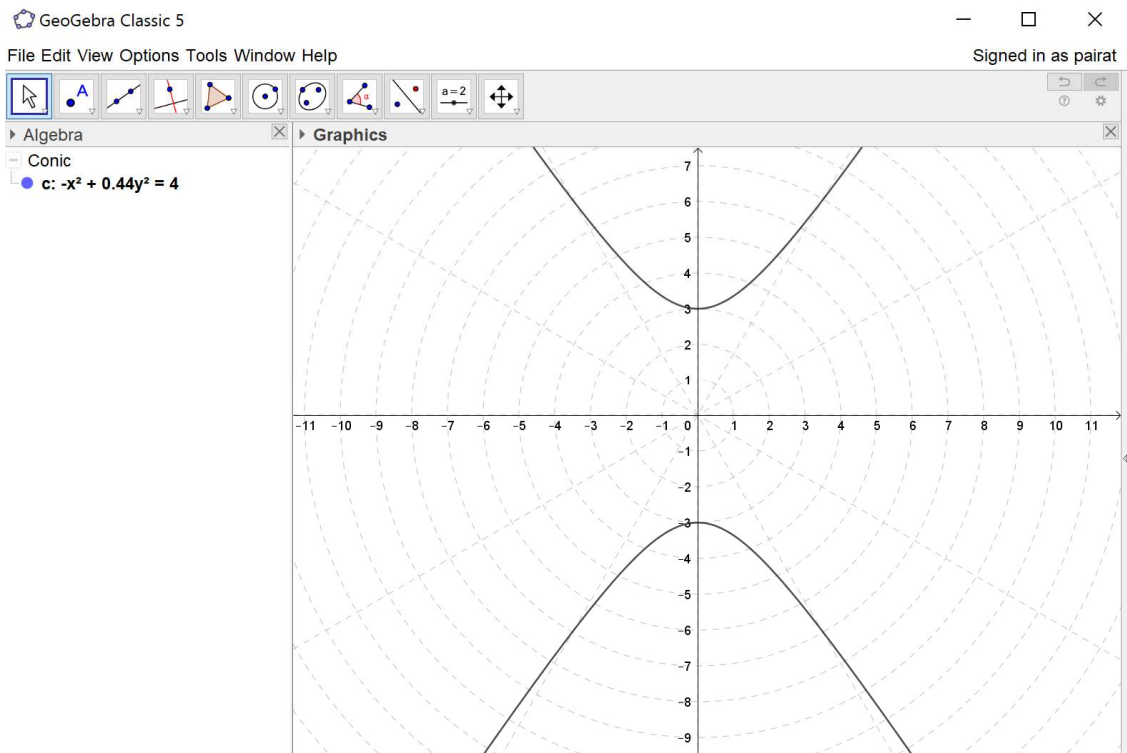 GeoGebra Classic 5
File Edit View Options Tools Window Help
Signed in as pairat
A
α
a=2
Algebra
Graphics
Conic
c: -x² + 0.44y² = 4
7
6
5
4
3
2
1
-11 -10 -9 -8 -7 -6 -5 -4 -3 -2 -1 0 1 2 3 4 5 6 7 8 9 10 11
-1
-2
-3
-4
-5
-6
-7
-8
-9